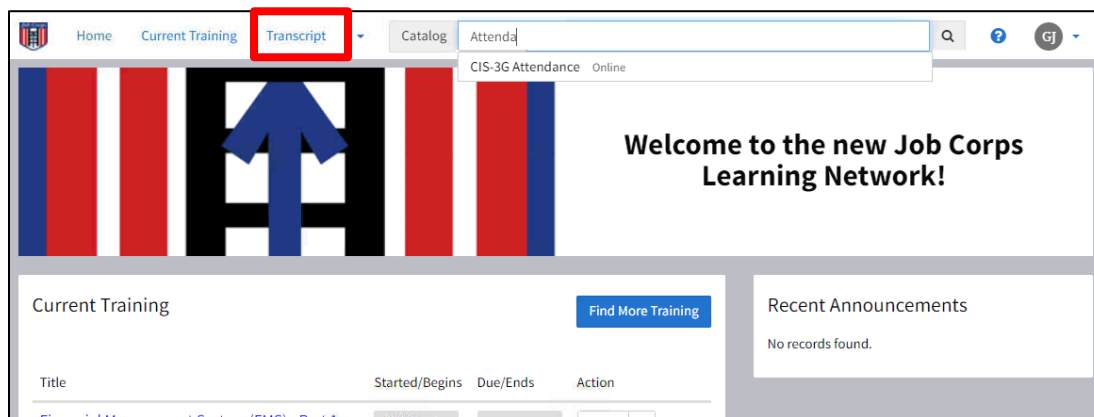 Home Current Training Transcript Catalog Attenda GJ
CIS-3G Attendance Online
Welcome to the new Job Corps
Learning Network!
Current Training
Find More Training
Title Started/Begins Due/Ends Action
Recent Announcements
No records found.